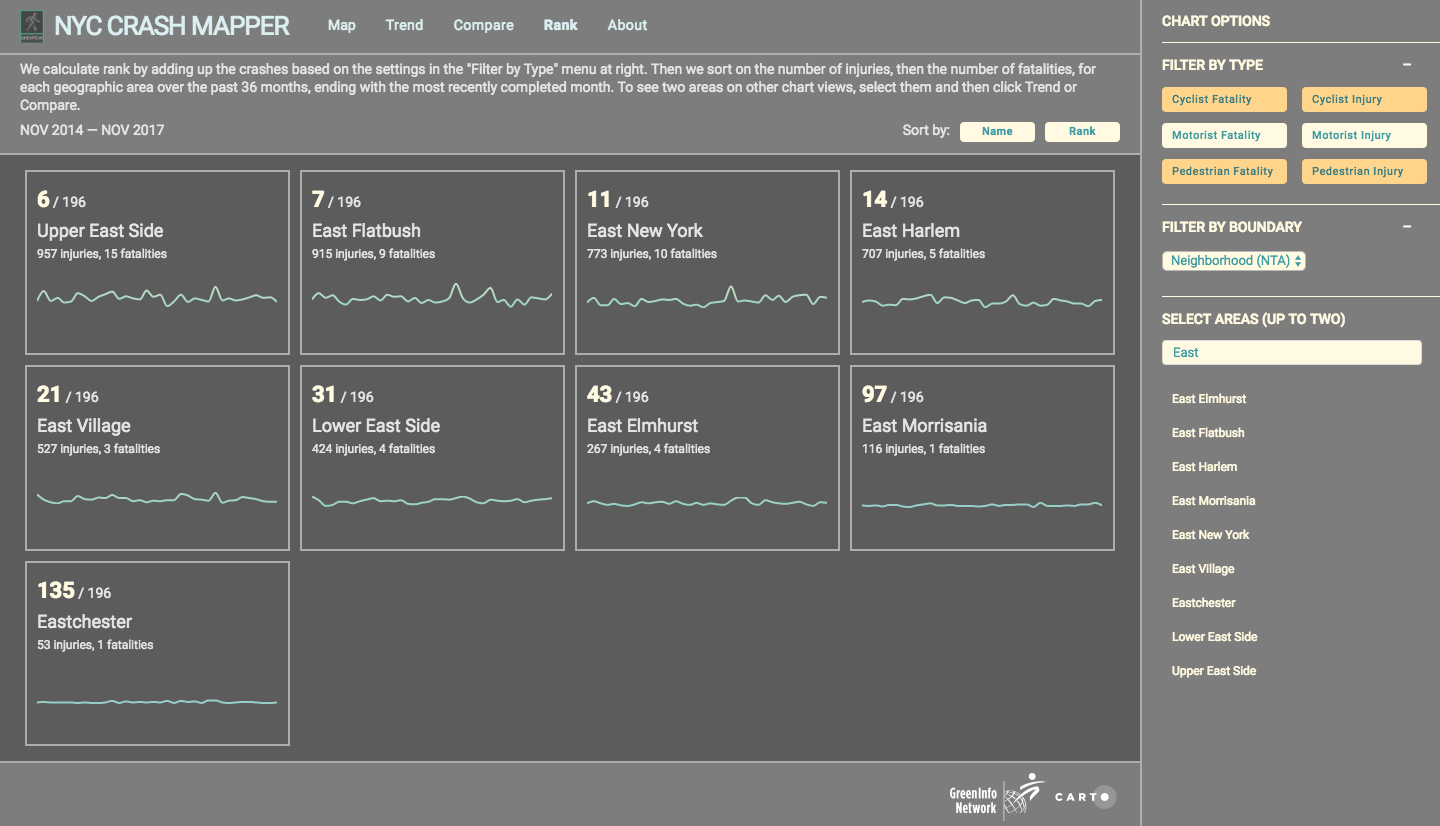 NYC CRASH MAPPER
Map Trend Compare Rank About
We calculate rank by adding up the crashes based on the settings in the "Filter by Type" menu at right. Then we sort on the number of injuries, then the number of fatalities, for
each geographic area over the past 36 months, ending with the most recently completed month. To see two areas on other chart views, select them and then click Trend or
Compare.
NOV 2014 — NOV 2017
Sort by: Name Rank
6 / 196
Upper East Side
957 injuries, 15 fatalities
7 / 196
East Flatbush
915 injuries, 9 fatalities
11 / 196
East New York
773 injuries, 10 fatalities
14 / 196
East Harlem
707 injuries, 5 fatalities
21 / 196
East Village
527 injuries, 3 fatalities
31 / 196
Lower East Side
424 injuries, 4 fatalities
43 / 196
East Elmhurst
267 injuries, 4 fatalities
97 / 196
East Morrisania
116 injuries, 1 fatalities
135 / 196
Eastchester
53 injuries, 1 fatalities
GreenInfo
Network
CARTO
CHART OPTIONS
FILTER BY TYPE –
Cyclist Fatality Cyclist Injury
Motorist Fatality Motorist Injury
Pedestrian Fatality Pedestrian Injury
FILTER BY BOUNDARY –
Neighborhood (NTA)
SELECT AREAS (UP TO TWO)
East
East Elmhurst
East Flatbush
East Harlem
East Morrisania
East New York
East Village
Eastchester
Lower East Side
Upper East Side